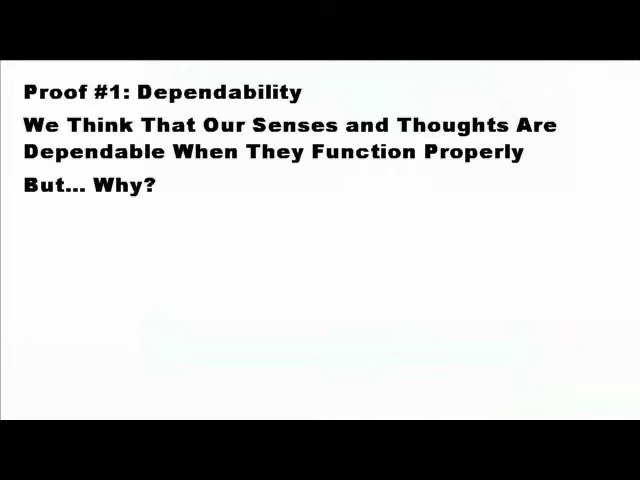 Proof #1: Dependability
We Think That Our Senses and Thoughts Are
Dependable When They Function Properly
But... Why?